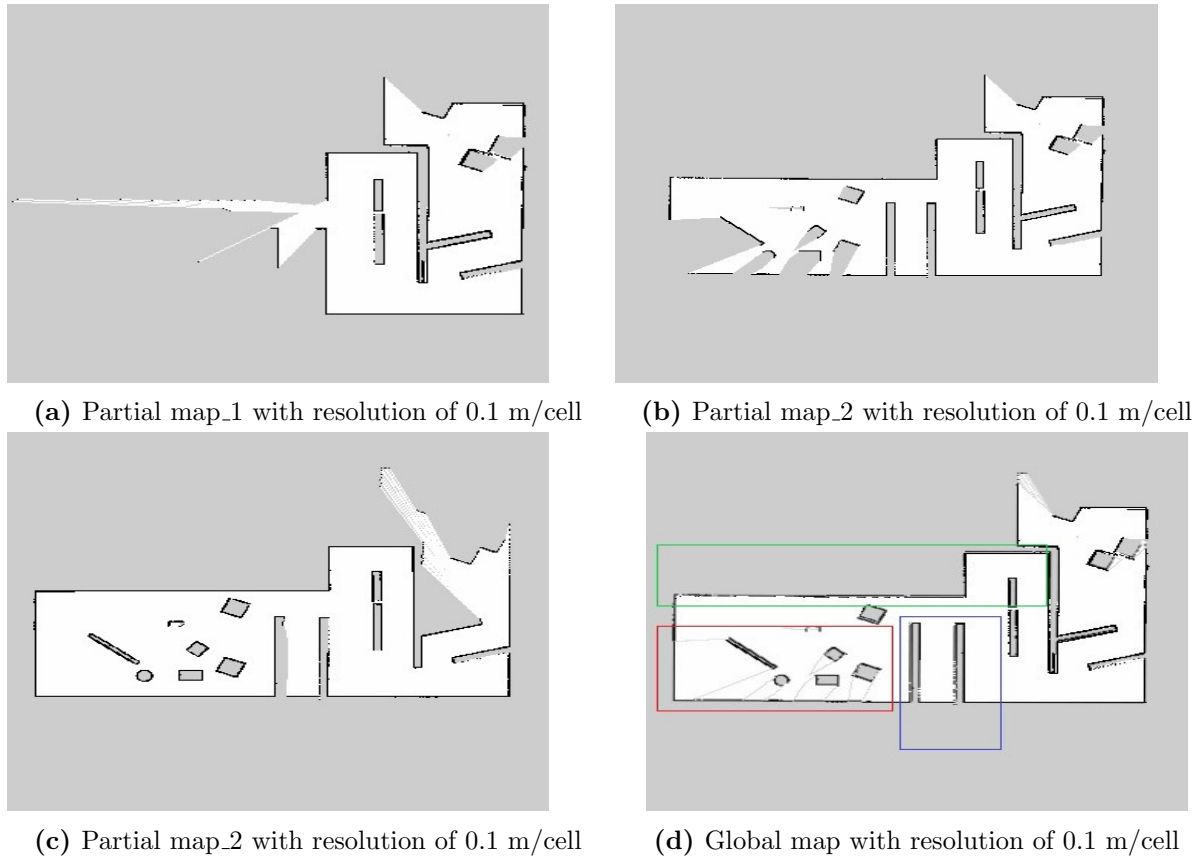 (a) Partial map_1 with resolution of 0.1 m/cell
(b) Partial map_2 with resolution of 0.1 m/cell
(c) Partial map_2 with resolution of 0.1 m/cell
(d) Global map with resolution of 0.1 m/cell